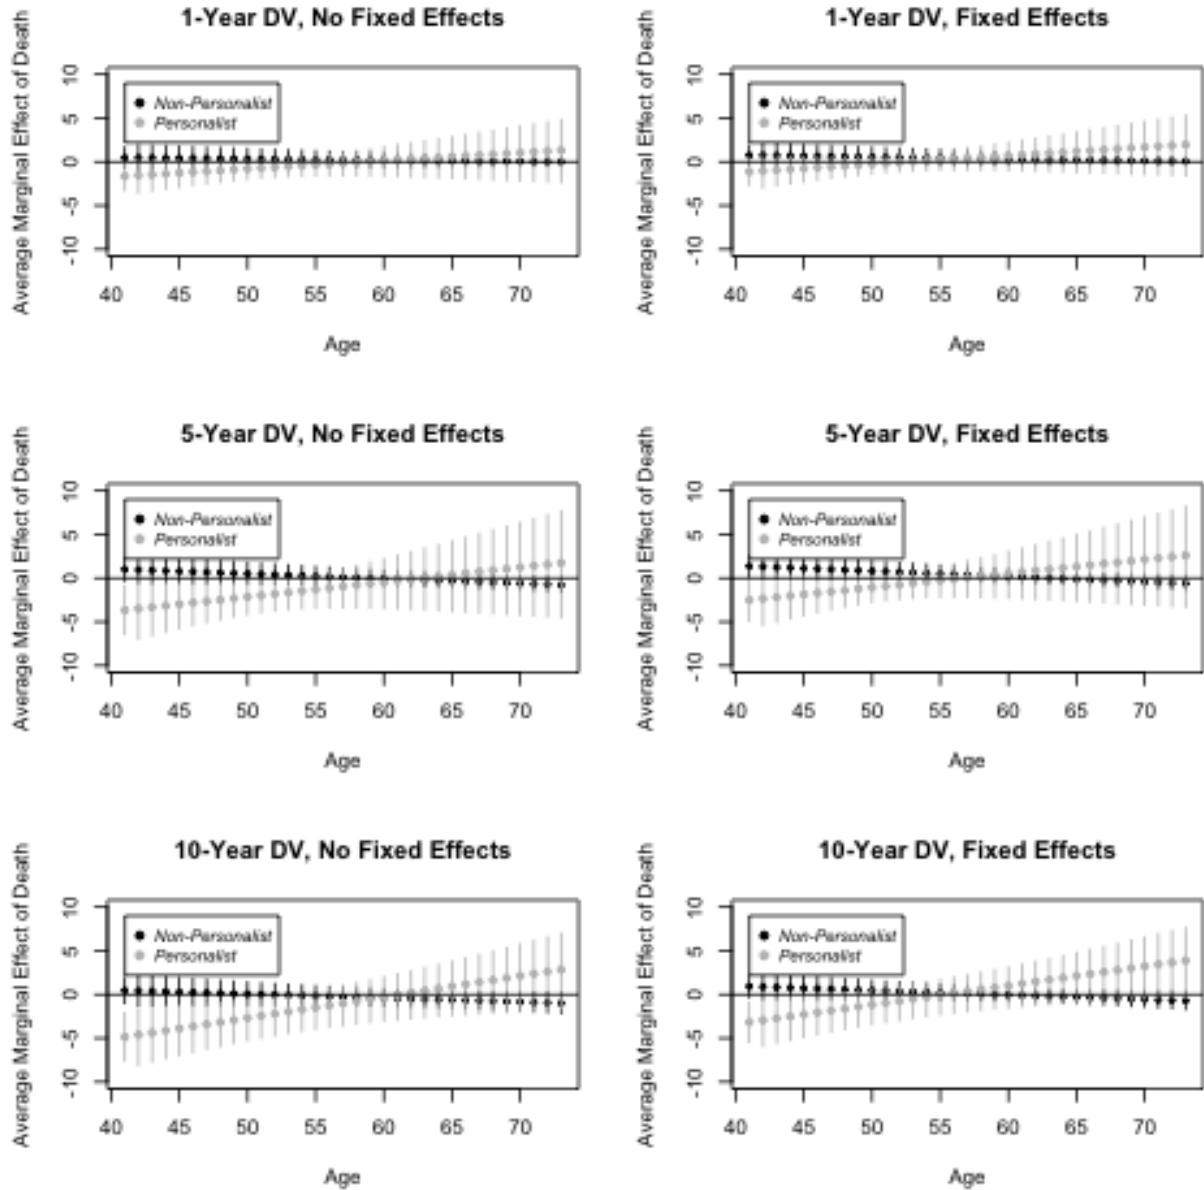 1-Year DV, No Fixed Effects
Average Marginal Effect of Death
10
5
0
-5
-10
Non-Personalist
Personalist
40 45 50 55 60 65 70
Age
1-Year DV, Fixed Effects
Average Marginal Effect of Death
10
5
0
-5
-10
Non-Personalist
Personalist
40 45 50 55 60 65 70
Age
5-Year DV, No Fixed Effects
Average Marginal Effect of Death
10
5
0
-5
-10
Non-Personalist
Personalist
40 45 50 55 60 65 70
Age
5-Year DV, Fixed Effects
Average Marginal Effect of Death
10
5
0
-5
-10
Non-Personalist
Personalist
40 45 50 55 60 65 70
Age
10-Year DV, No Fixed Effects
Average Marginal Effect of Death
10
5
0
-5
-10
Non-Personalist
Personalist
40 45 50 55 60 65 70
Age
10-Year DV, Fixed Effects
Average Marginal Effect of Death
10
5
0
-5
-10
Non-Personalist
Personalist
40 45 50 55 60 65 70
Age